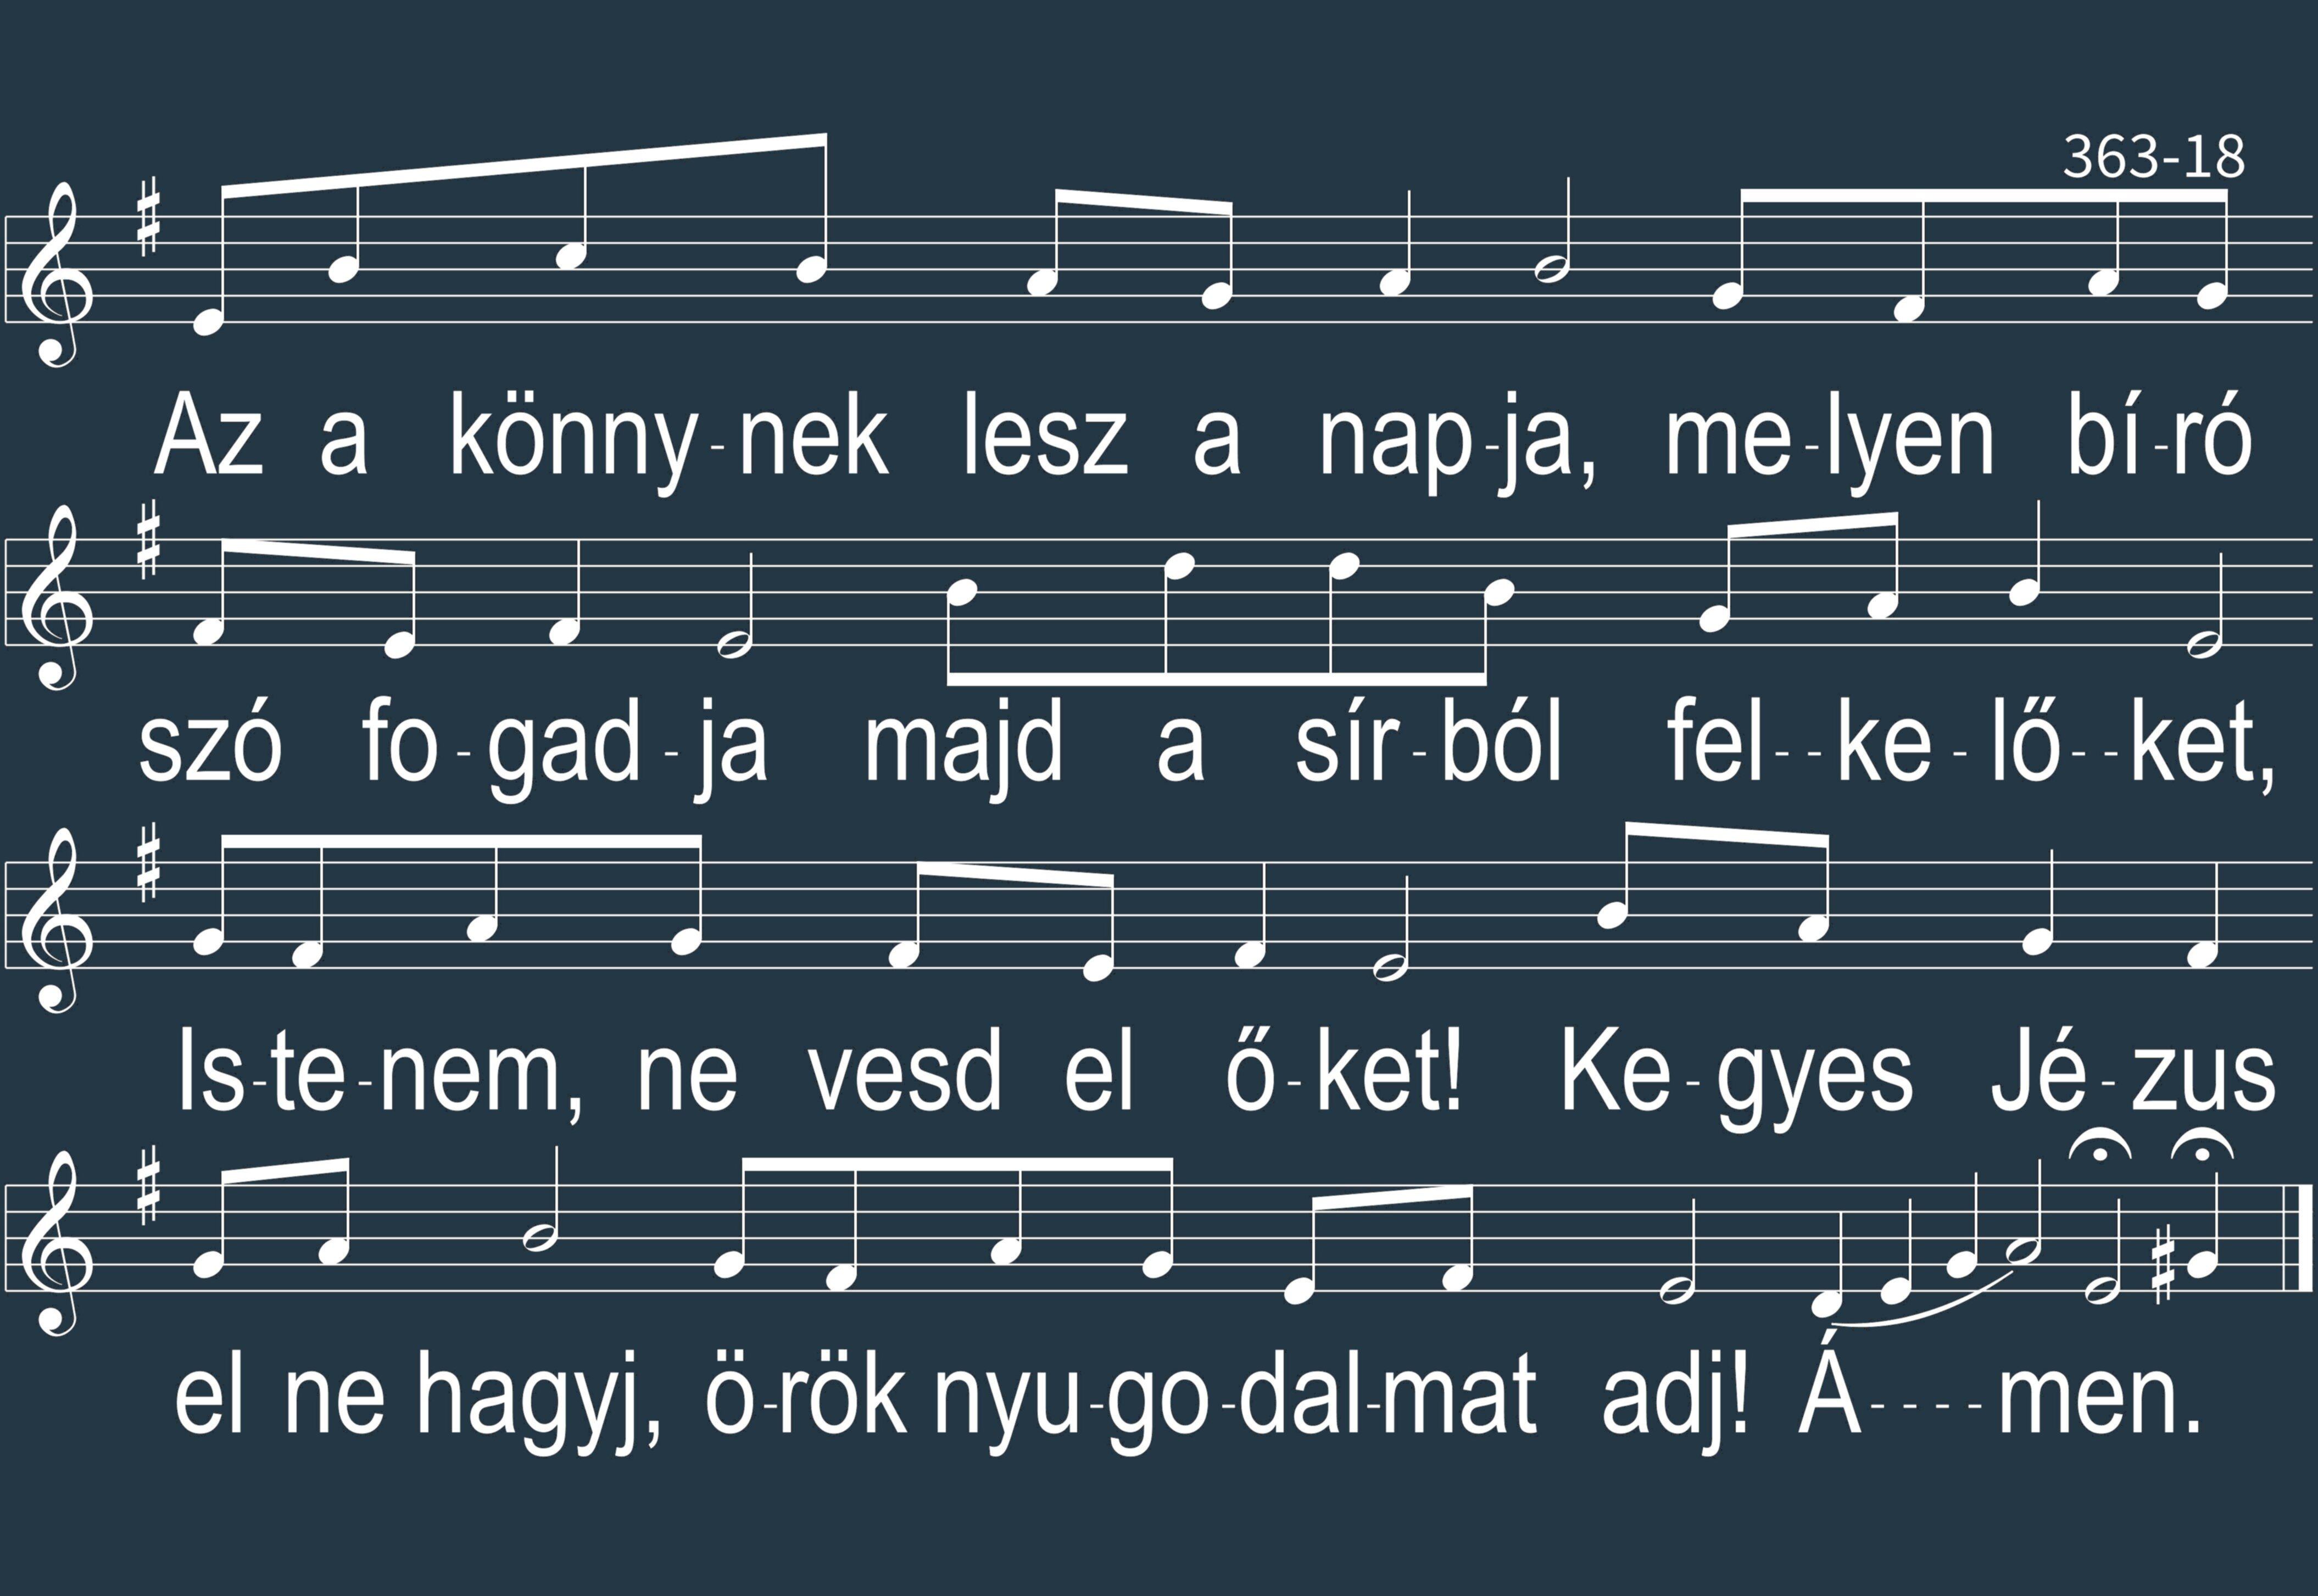 363-18
Az a könny-nek lesz a nap-ja, me-lyen bí-ró
szó fo-gad-ja majd a sír-ból fel--ke-lő--ket,
Is-te-nem, ne vesd el ő-ket! Ke-gyes Jé-zus
el ne hagyj, ö-rök nyu-go-dal-mat adj! Á----men.